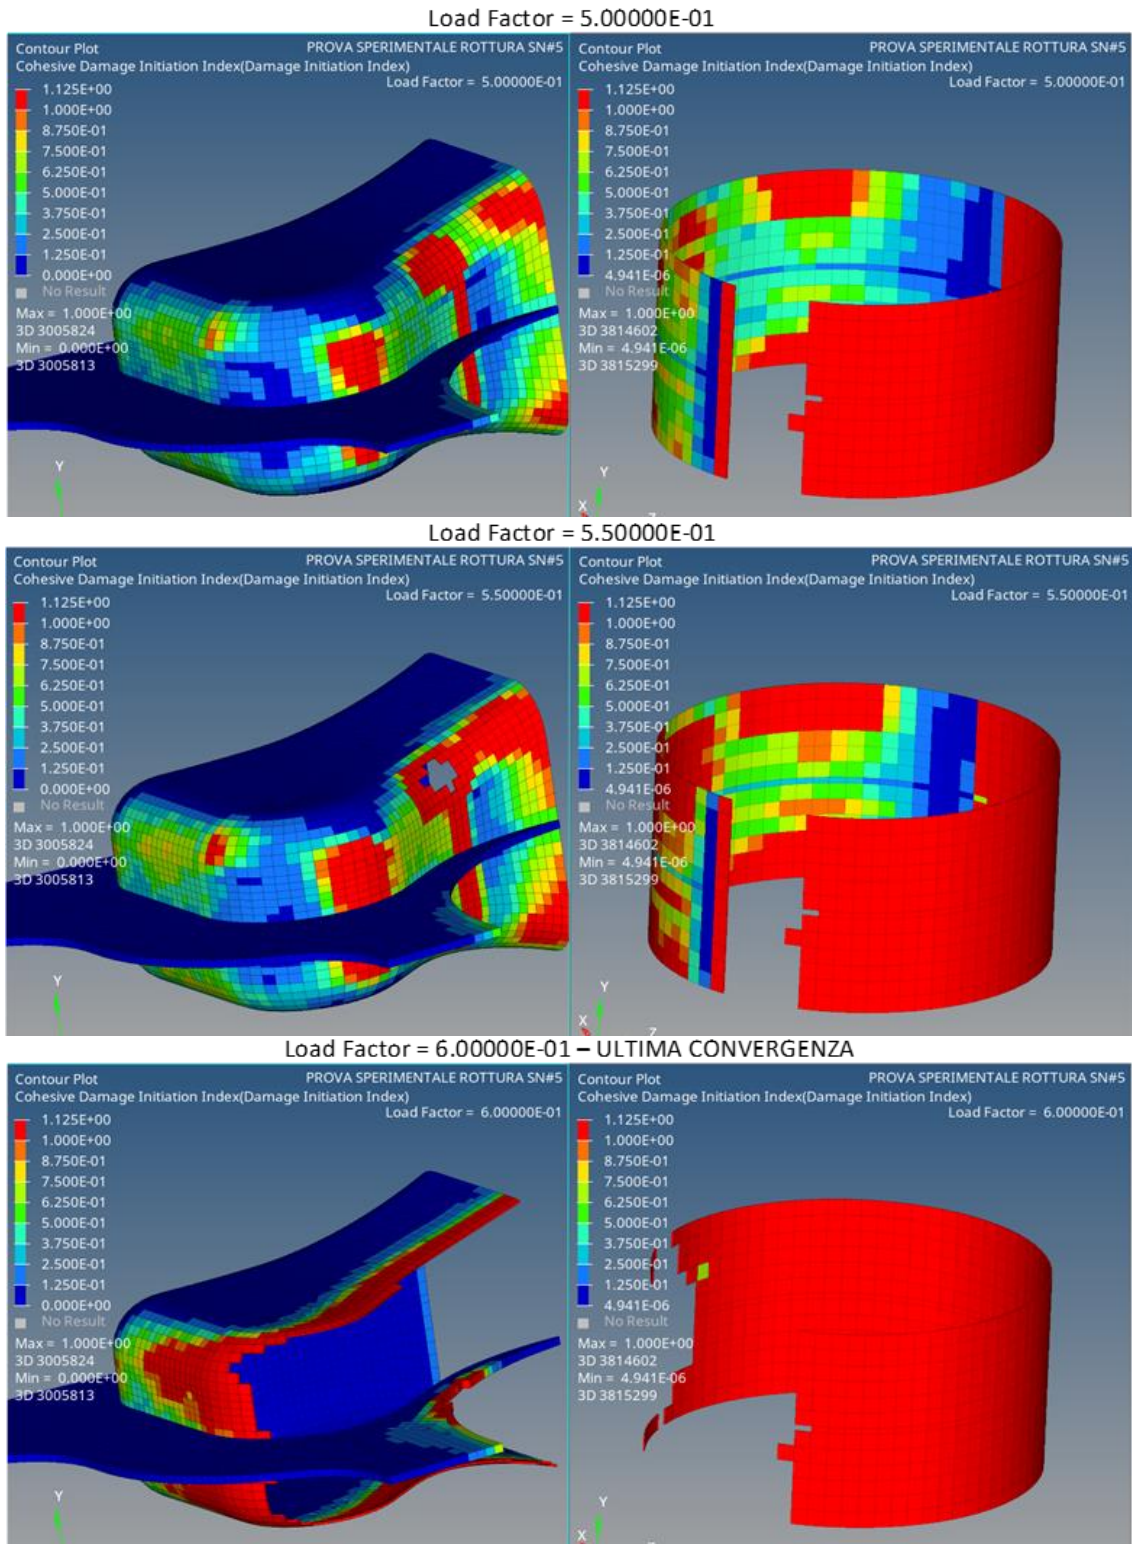 Load Factor = 5.00000E-01
Contour Plot
PROVA SPERIMENTALE ROTTURA SN#5
Cohesive Damage Initiation Index(Damage Initiation Index)
Load Factor = 5.00000E-01
1.125E+00
1.000E+00
8.750E-01
7.500E-01
6.250E-01
5.000E-01
3.750E-01
2.500E-01
1.250E-01
0.000E+00
No Result
Max = 1.000E+00
3D 3005824
Min = 0.000E+00
3D 3005813
Y
Contour Plot
PROVA SPERIMENTALE ROTTURA SN#5
Cohesive Damage Initiation Index(Damage Initiation Index)
Load Factor = 5.00000E-01
1.125E+00
1.000E+00
8.750E-01
7.500E-01
6.250E-01
5.000E-01
3.750E-01
2.500E-01
1.250E-01
4.941E-06
No Result
Max = 1.000E+00
3D 3814602
Min = 4.941E-06
3D 3815299
Y
X
Z
Load Factor = 5.50000E-01
Contour Plot
PROVA SPERIMENTALE ROTTURA SN#5
Cohesive Damage Initiation Index(Damage Initiation Index)
Load Factor = 5.50000E-01
1.125E+00
1.000E+00
8.750E-01
7.500E-01
6.250E-01
5.000E-01
3.750E-01
2.500E-01
1.250E-01
0.000E+00
No Result
Max = 1.000E+00
3D 3005824
Min = 0.000E+00
3D 3005813
Y
Contour Plot
PROVA SPERIMENTALE ROTTURA SN#5
Cohesive Damage Initiation Index(Damage Initiation Index)
Load Factor = 5.50000E-01
1.125E+00
1.000E+00
8.750E-01
7.500E-01
6.250E-01
5.000E-01
3.750E-01
2.500E-01
1.250E-01
4.941E-06
No Result
Max = 1.000E+00
3D 3814602
Min = 4.941E-06
3D 3815299
Y
X
Z
Load Factor = 6.00000E-01 – ULTIMA CONVERGENZA
Contour Plot
PROVA SPERIMENTALE ROTTURA SN#5
Cohesive Damage Initiation Index(Damage Initiation Index)
Load Factor = 6.00000E-01
1.125E+00
1.000E+00
8.750E-01
7.500E-01
6.250E-01
5.000E-01
3.750E-01
2.500E-01
1.250E-01
0.000E+00
No Result
Max = 1.000E+00
3D 3005824
Min = 0.000E+00
3D 3005813
Y
Contour Plot
PROVA SPERIMENTALE ROTTURA SN#5
Cohesive Damage Initiation Index(Damage Initiation Index)
Load Factor = 6.00000E-01
1.125E+00
1.000E+00
8.750E-01
7.500E-01
6.250E-01
5.000E-01
3.750E-01
2.500E-01
1.250E-01
4.941E-06
No Result
Max = 1.000E+00
3D 3814602
Min = 4.941E-06
3D 3815299
Y
X
Z